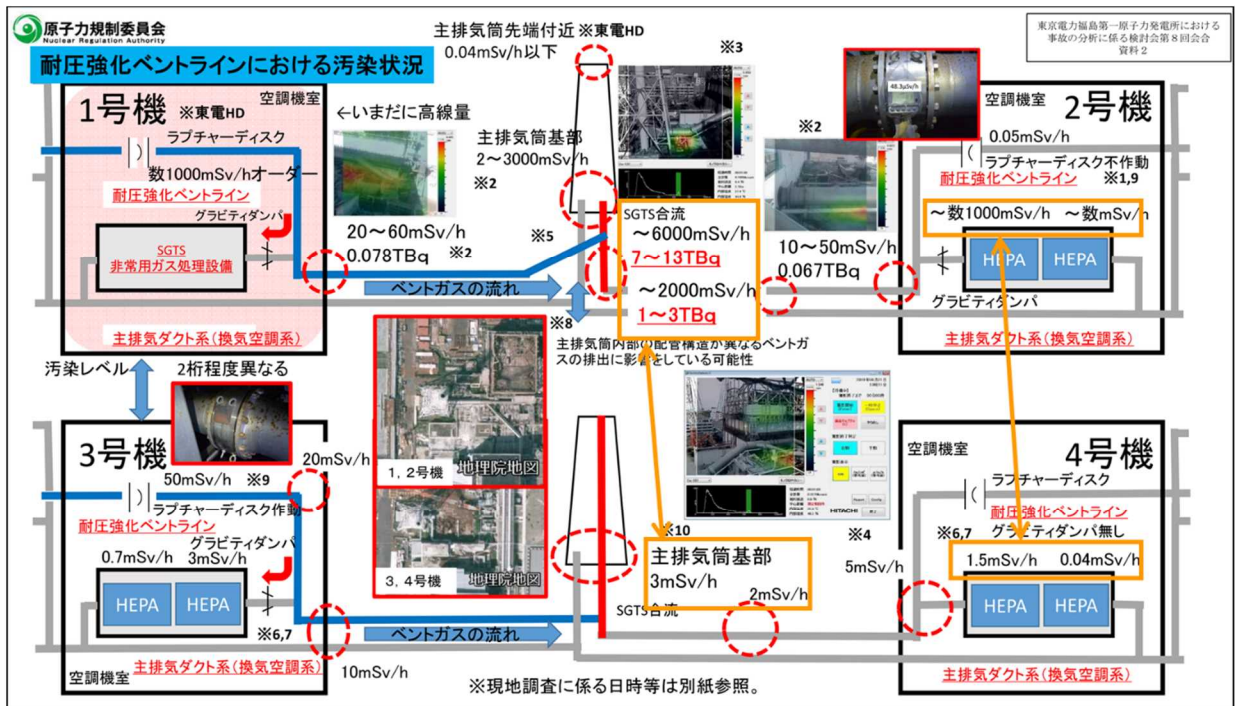 原子力規制委員会
Nuclear Regulation Authority
東京電力福島第一原子力発電所における
事故の分析に係る検討会第8回会合
資料2
耐圧強化ベントラインにおける汚染状況
主排気筒先端付近 ※東電HD
0.04mSv/h以下
1号機 ※東電HD
空調機室
ラプチャーディスク
数1000mSv/hオーダー
耐圧強化ベントライン
グラビティダンパ
SGTS
非常用ガス処理設備
主排気ダクト系(換気空調系)
←いまだに高線量
主排気筒基部
2~3000mSv/h
※2
20~60mSv/h
0.078TBq ※2
※5
ベントガスの流れ
※8
※3
SGTS合流
~6000mSv/h
7~13TBq
~2000mSv/h
1~3TBq
※2
10~50mSv/h
0.067TBq
主排気筒内部の配管構造が異なるベントガ
スの排出に影響をしている可能性
48.3μSv/h
空調機室
2号機
0.05mSv/h
ラプチャーディスク不作動
耐圧強化ベントライン ※1,9
~数1000mSv/h ~数mSv/h
HEPA HEPA
グラビティダンパ
主排気ダクト系(換気空調系)
汚染レベル 2桁程度異なる
3号機
50mSv/h ※9
20mSv/h
ラプチャーディスク作動
耐圧強化ベントライン
グラビティダンパ
0.7mSv/h 3mSv/h
HEPA HEPA
※6,7
主排気ダクト系(換気空調系)
空調機室
10mSv/h
ベントガスの流れ
1,2号機 地理院地図
3.4号機 地理院地図
HITACHI
※10
※4
主排気筒基部
3mSv/h
2mSv/h
SGTS合流
5mSv/h
空調機室
4号機
ラプチャーディスク
耐圧強化ベントライン
※6,7 グラビティダンパ無し
1.5mSv/h 0.04mSv/h
HEPA HEPA
主排気ダクト系(換気空調系)
※現地調査に係る日時等は別紙参照。